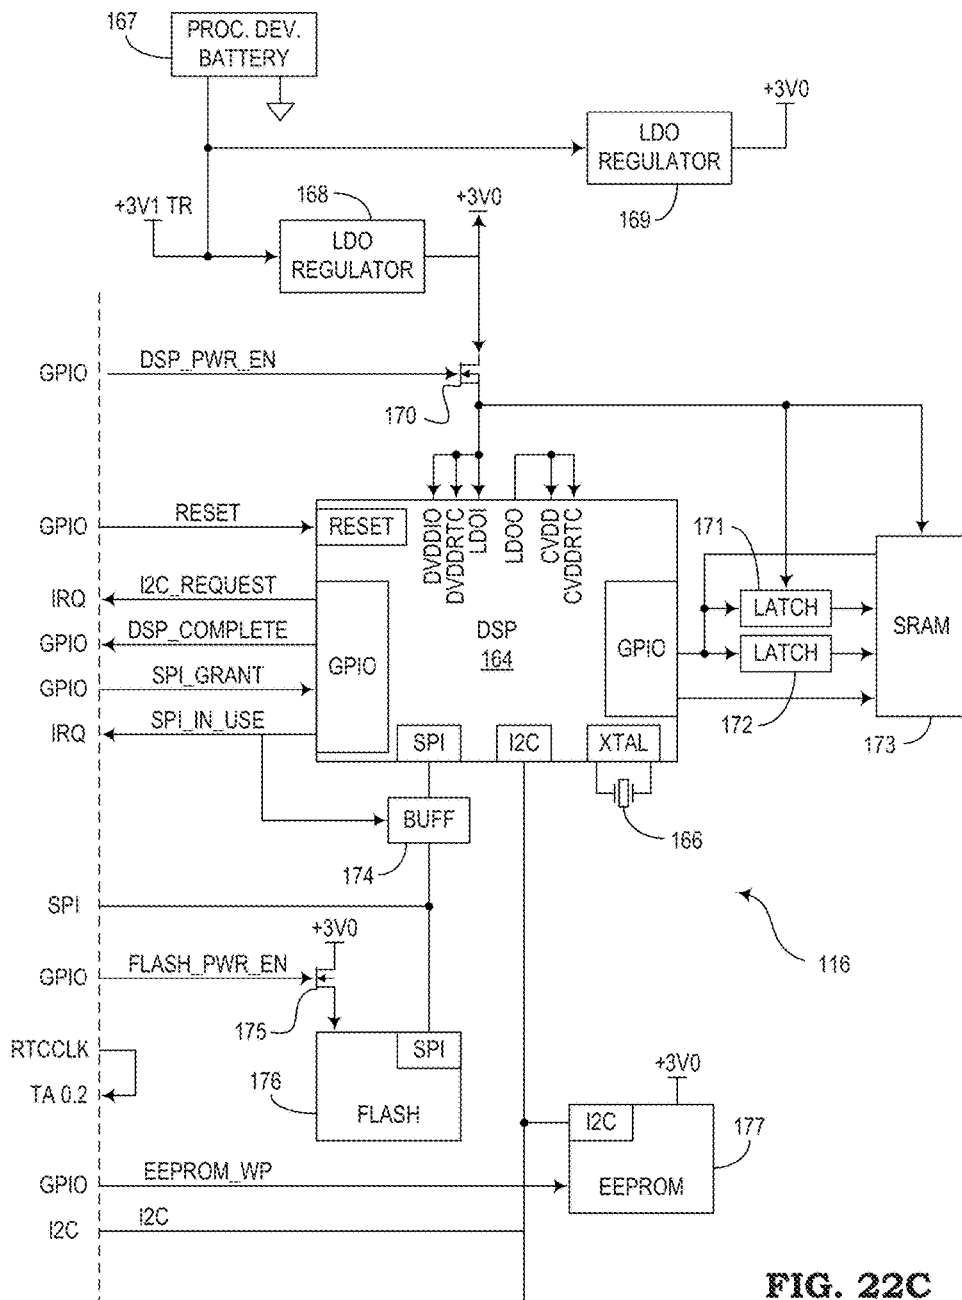 167
PROC. DEV.
BATTERY
+3V0
LDO
REGULATOR
169
+3V1 TR
168
LDO
REGULATOR
+3V0
GPIO
DSP_PWR_EN
170
GPIO
RESET
RESET
DVDDIO
DVDDRTC
LDOI
LDOO
CVDD
CVDDRTC
171
IRQ
I2C_REQUEST
LATCH
SRAM
GPIO
DSP_COMPLETE
GPIO
DSP
164
GPIO
LATCH
GPIO
SPI_GRANT
172
IRQ
SPI_IN_USE
SPI
I2C
XTAL
173
BUFF
174
166
SPI
+3V0
GPIO
FLASH_PWR_EN
116
175
RTCCLK
SPI
176
TA 0.2
FLASH
+3V0
I2C
177
GPIO
EEPROM_WP
EEPROM
I2C
I2C
FIG. 22C